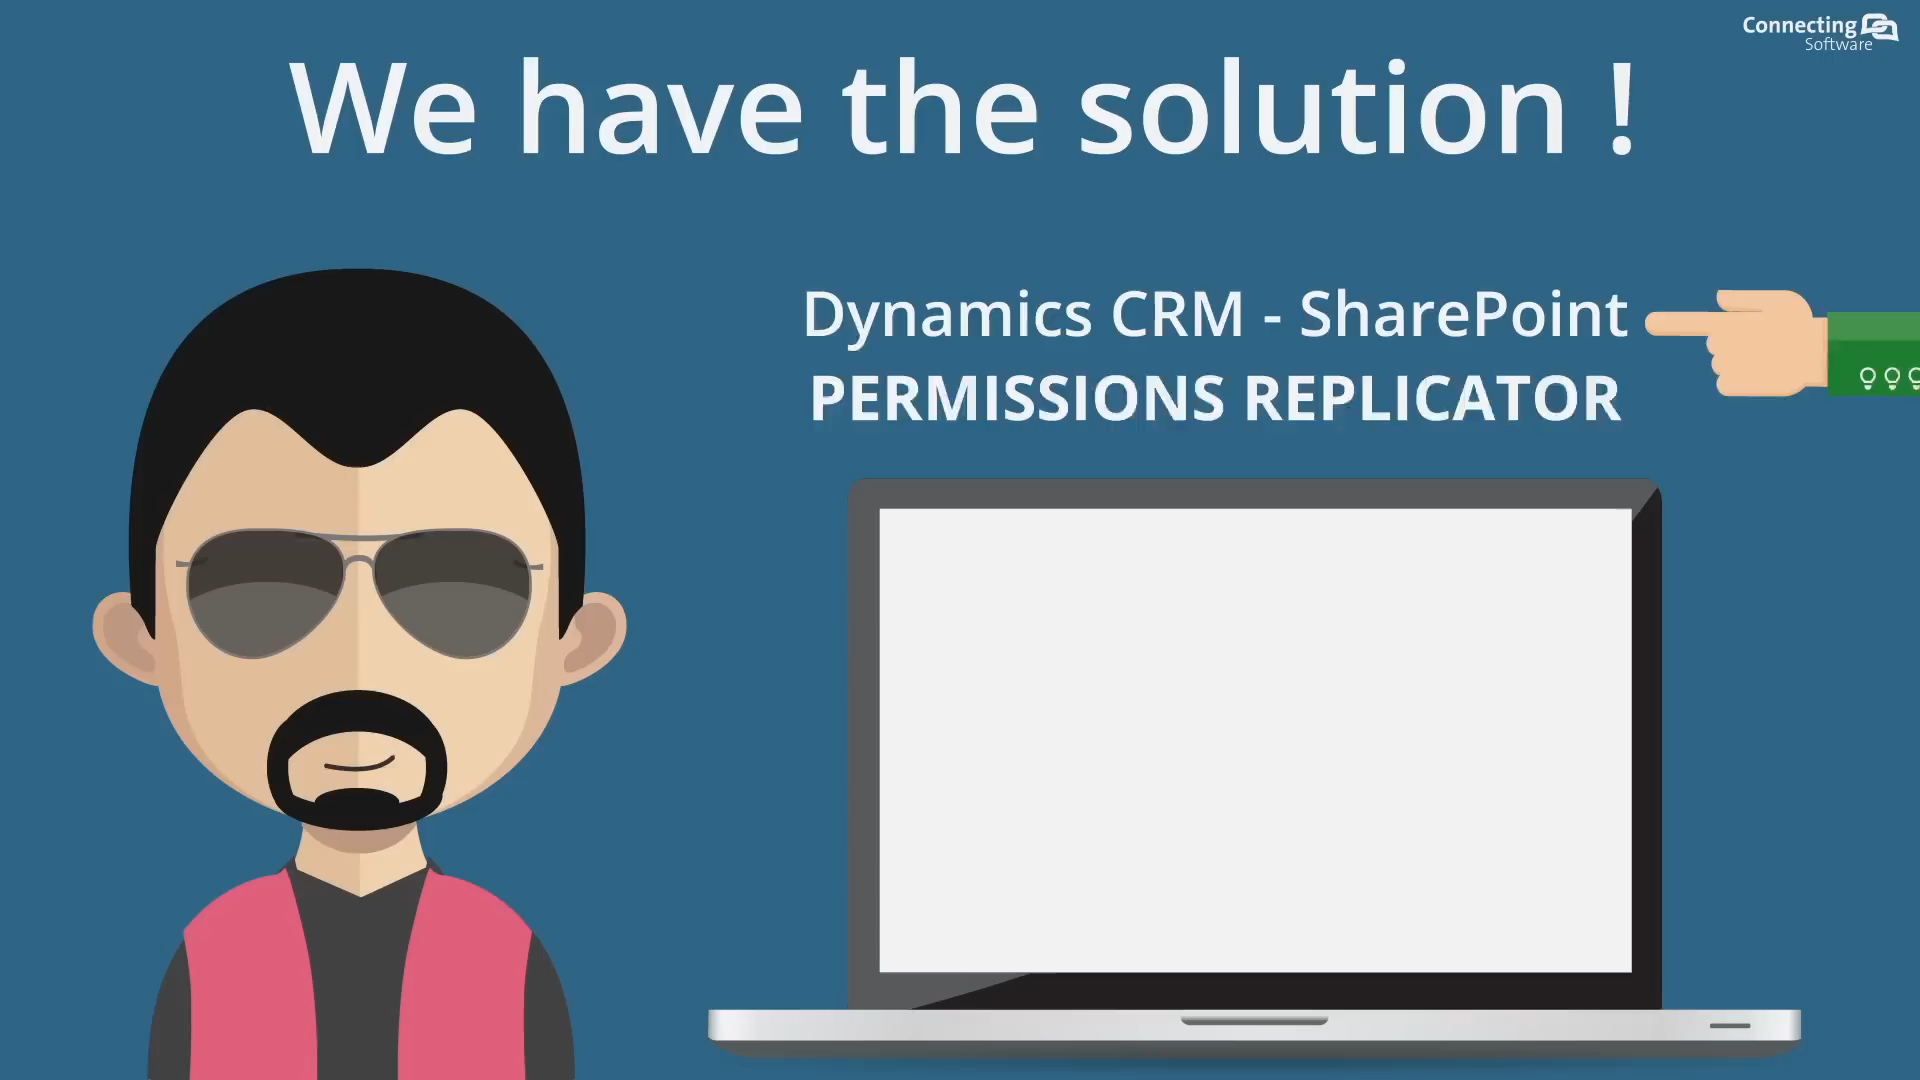 Connecting
Software
We have the solution !
Dynamics CRM - SharePoint
PERMISSIONS REPLICATOR